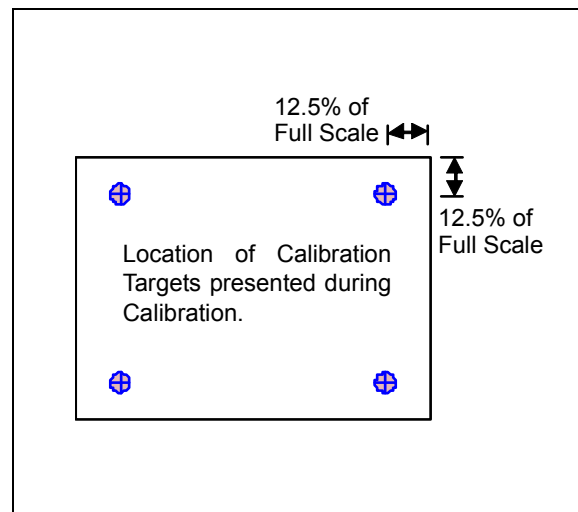 12.5% of
Full Scale
12.5% of
Full Scale
Location of Calibration
Targets presented during
Calibration.